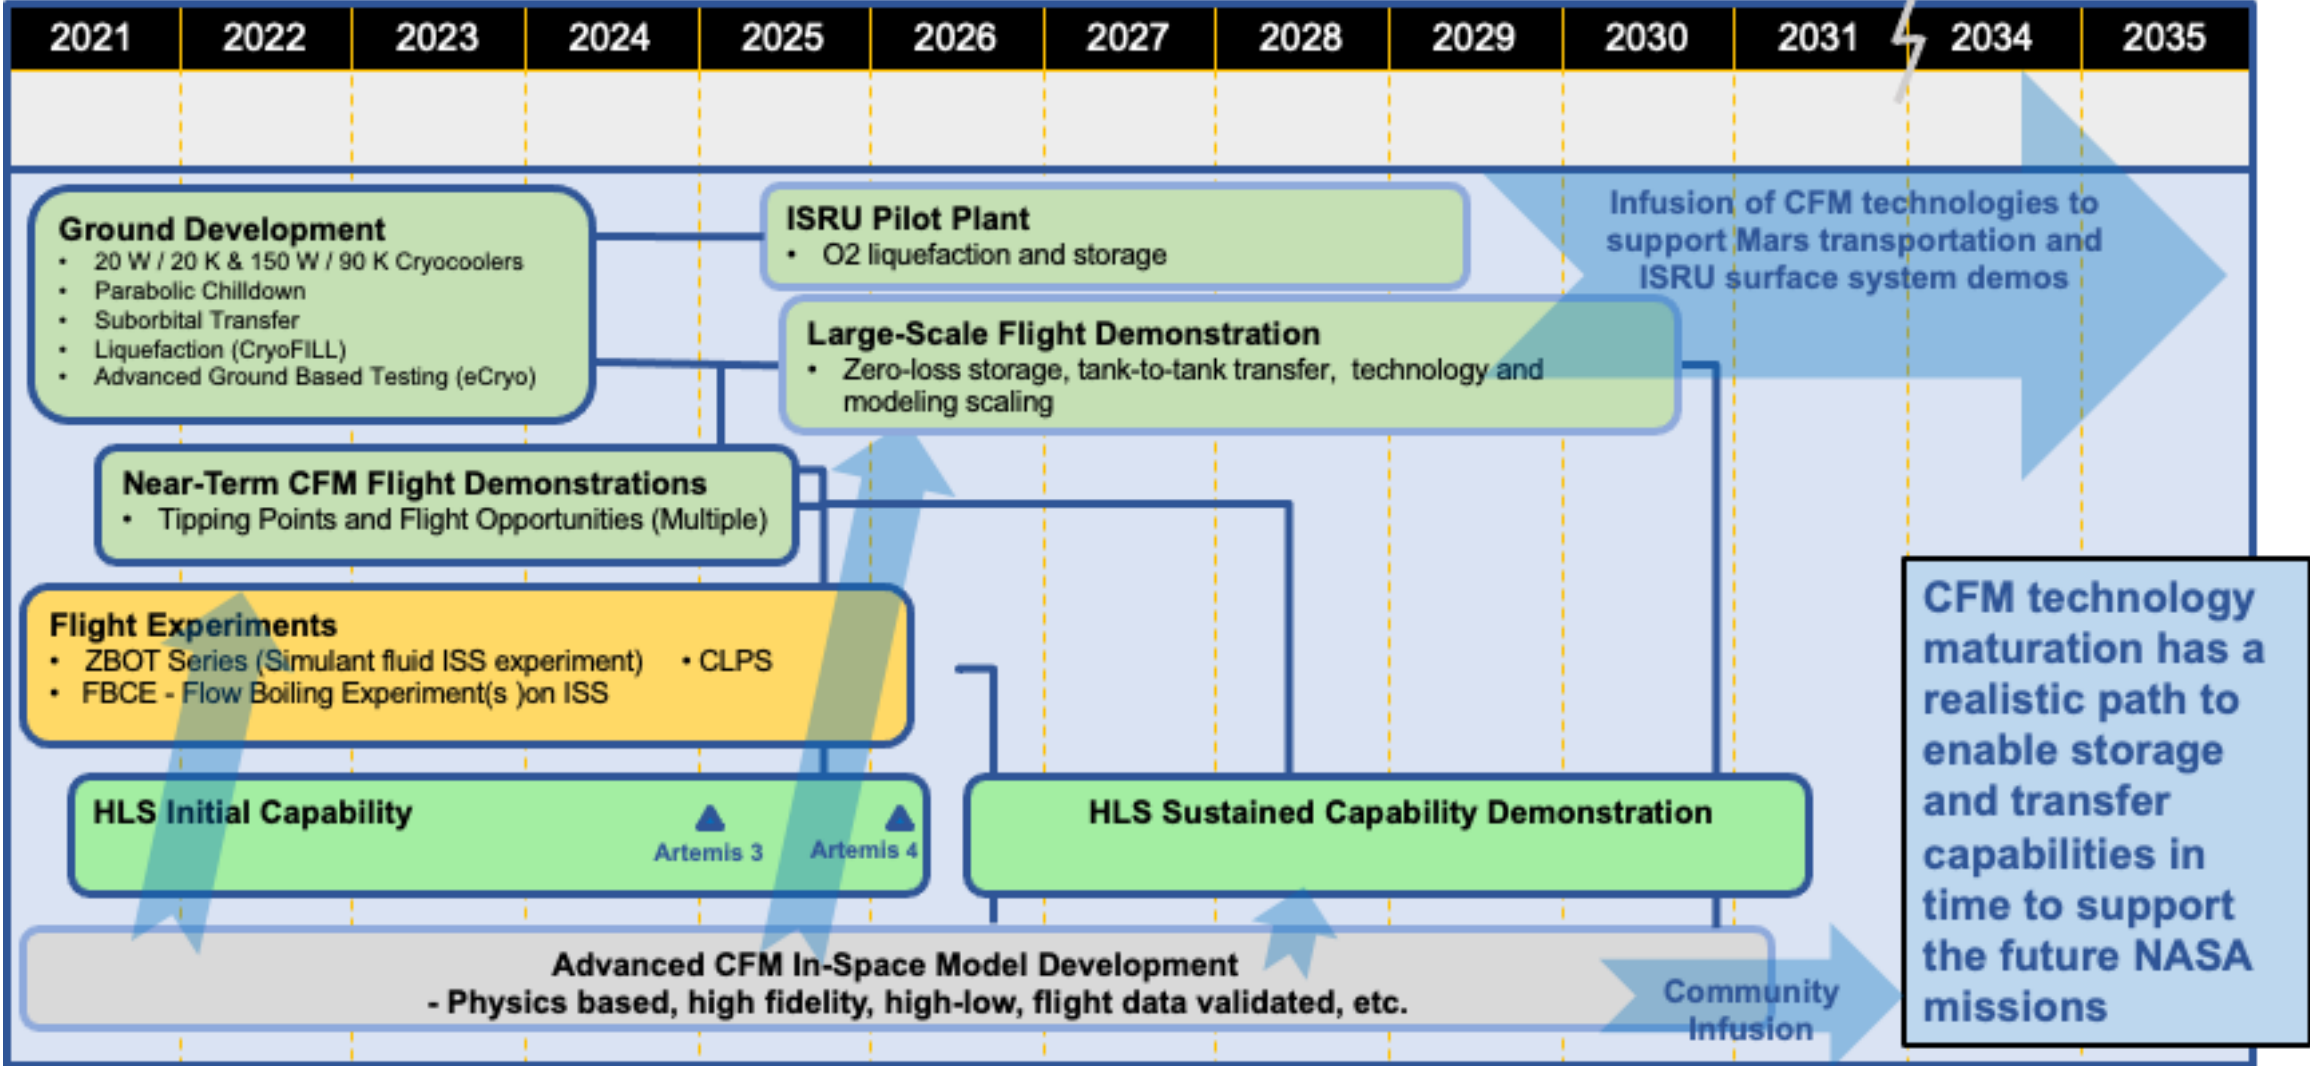 2021 2022 2023 2024 2025 2026 2027 2028 2029 2030 2031 2034 2035
Ground Development
• 20 W / 20 K & 150 W / 90 K Cryocoolers
• Parabolic Chilldown
• Suborbital Transfer
• Liquefaction (CryoFILL)
• Advanced Ground Based Testing (eCryo)
ISRU Pilot Plant
• O2 liquefaction and storage
Infusion of CFM technologies to
support Mars transportation and
ISRU surface system demos
Large-Scale Flight Demonstration
• Zero-loss storage, tank-to-tank transfer, technology and
modeling scaling
Near-Term CFM Flight Demonstrations
• Tipping Points and Flight Opportunities (Multiple)
Flight Experiments
• ZBOT Series (Simulant fluid ISS experiment) • CLPS
• FBCE - Flow Boiling Experiment(s )on ISS
HLS Initial Capability
Artemis 3
Artemis 4
HLS Sustained Capability Demonstration
Advanced CFM In-Space Model Development
- Physics based, high fidelity, high-low, flight data validated, etc.
Community
Infusion
CFM technology
maturation has a
realistic path to
enable storage
and transfer
capabilities in
time to support
the future NASA
missions